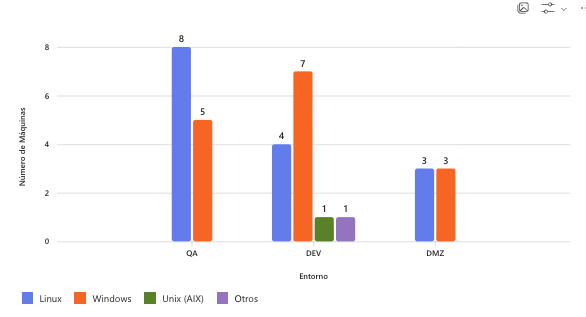 8
7
5
4
3 3
1 1
8
6
4
2
0
Número de Máquinas
QA DEV DMZ
Entorno
Linux Windows Unix (AIX) Otros